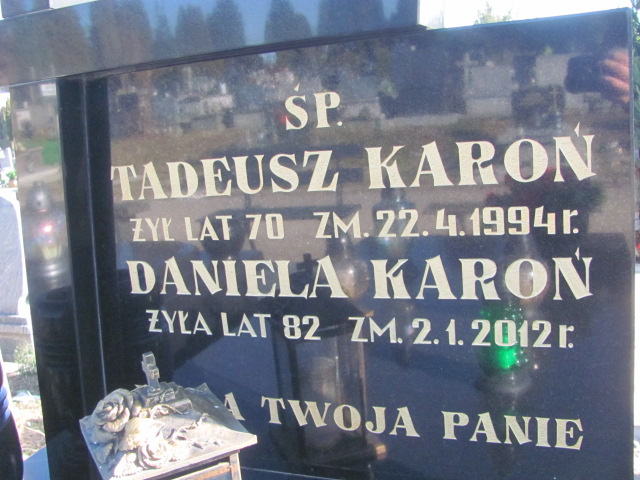 ŚP.
TADEUSZ KAROŃ
ŻYŁ LAT 70 ZM. 22.4.1994 r.
DANIELA KAROŃ
ŻYŁA LAT 82 ZM. 2.1.2012 r.
A TWOJA PANIE